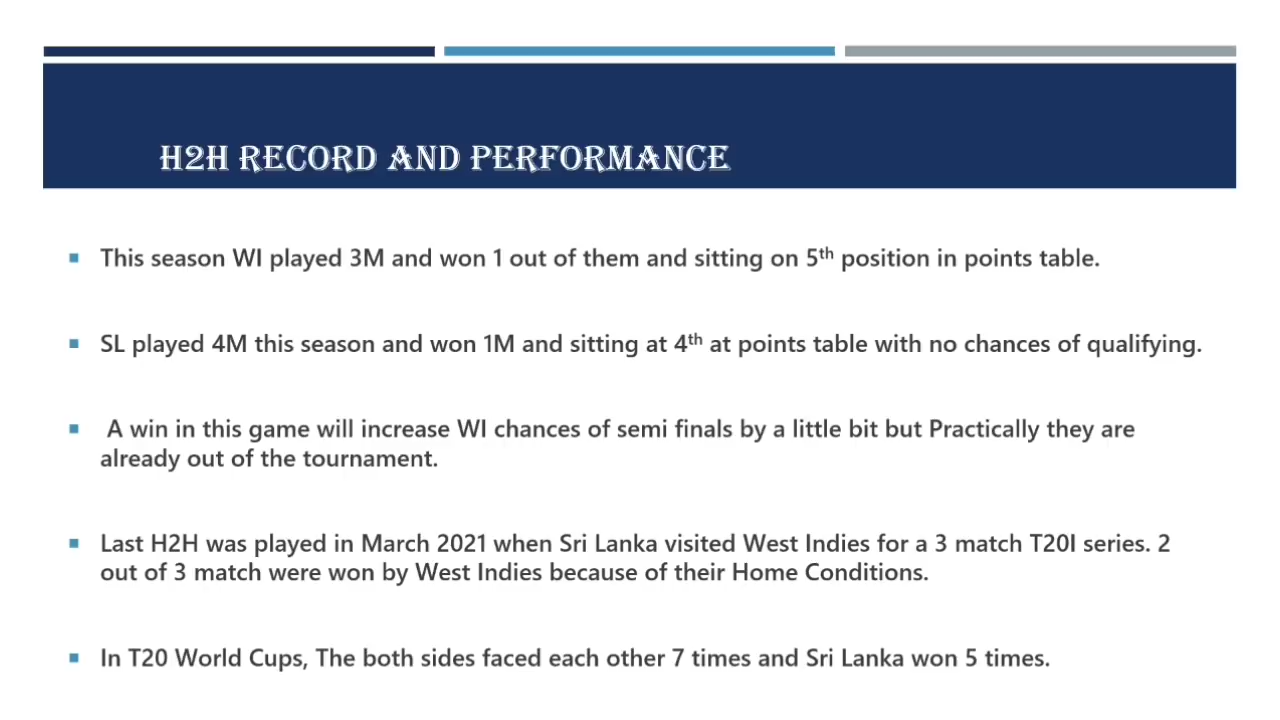 H2H RECORD AND PERFORMANCE
This season WI played 3M and won 1 out of them and sitting on 5th position in points table.
SL played 4M this season and won 1M and sitting at 4th at points table with no chances of qualifying.
A win in this game will increase WI chances of semi finals by a little bit but Practically they are
already out of the tournament.
Last H2H was played in March 2021 when Sri Lanka visited West Indies for a 3 match T20I series. 2
out of 3 match were won by West Indies because of their Home Conditions.
In T20 World Cups, The both sides faced each other 7 times and Sri Lanka won 5 times.